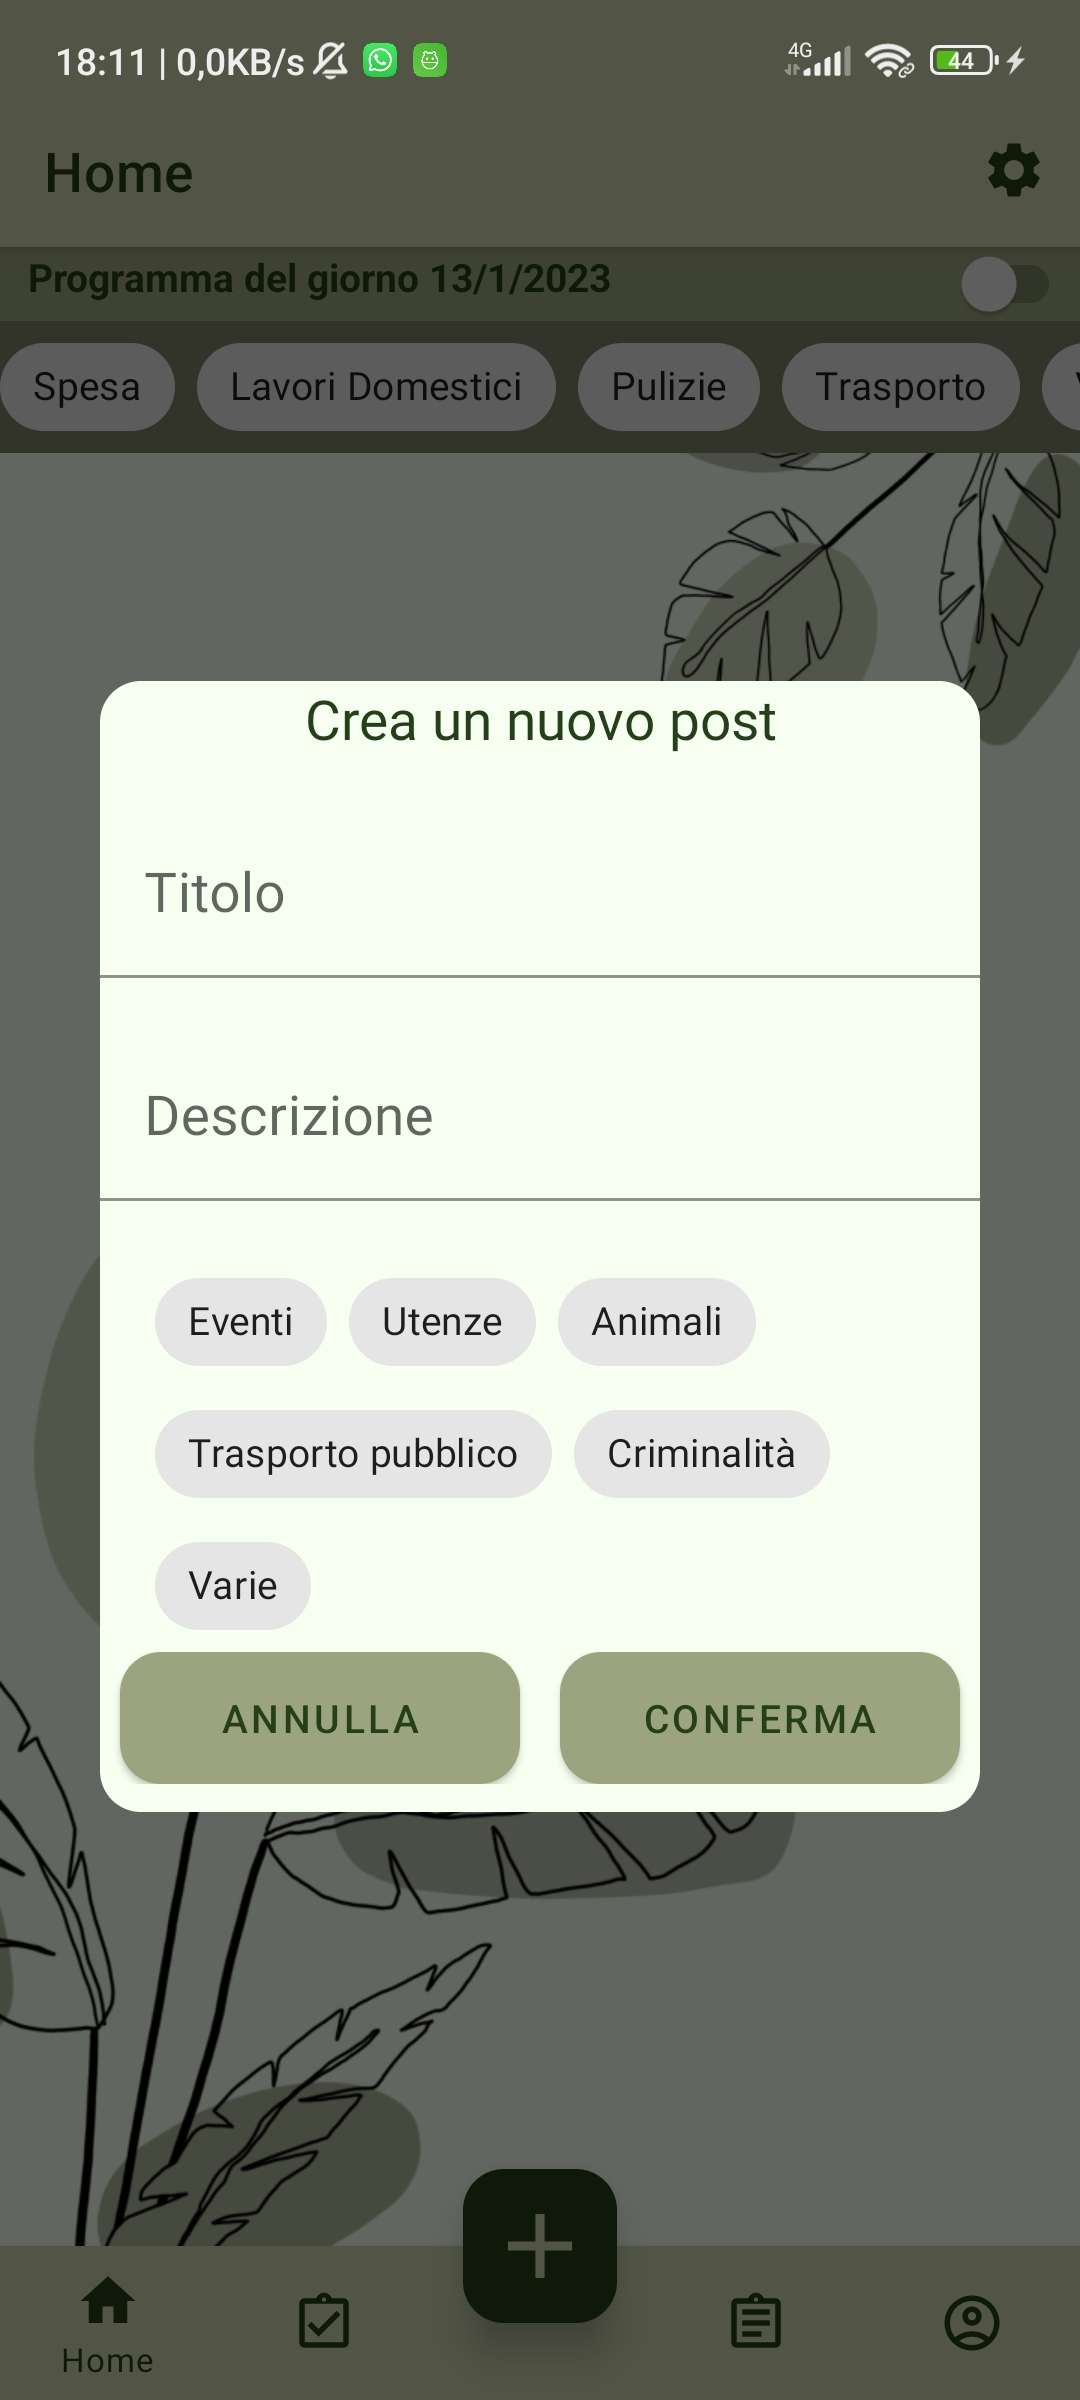 18:11 | 0,0KB/s 4G 44
Home
Programma del giorno 13/1/2023
Spesa Lavori Domestici Pulizie Trasporto
Crea un nuovo post
Titolo
Descrizione
Eventi Utenze Animali
Trasporto pubblico Criminalità
Varie
ANNULLA CONFERMA
Home